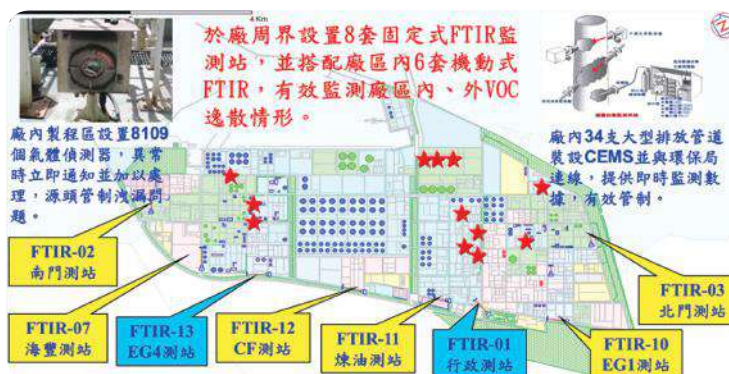 4 Km
於廠周界設置8套固定式FTIR監
測站，並搭配廠區內6套機動式
FTIR，有效監測廠區內、外VOC
逸散情形。
廠內製程區設置8109
個氣體偵測器，異常
時立即通知並加以處
理，源頭管制洩漏問
題。
廠內34支大型排放管道
裝設CEMS並與環保局
連線，提供即時監測數
據，有效管制。
FTIR-02
南門測站
FTIR-07
海豐測站
FTIR-13
EG4測站
FTIR-12
CF測站
FTIR-11
煉油測站
FTIR-01
行政測站
FTIR-10
EG1測站
FTIR-03
北門測站